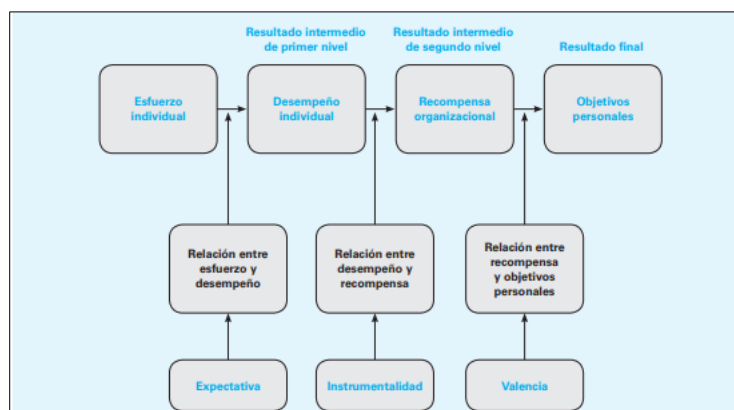 Resultado intermedio
de primer nivel
Resultado intermedio
de segundo nivel
Resultado final
Esfuerzo
individual
Desempeño
individual
Recompensa
organizacional
Objetivos
personales
Relación entre
esfuerzo y
desempeño
Relación entre
desempeño y
recompensa
Relación entre
recompensa
y objetivos
personales
Expectativa
Instrumentalidad
Valencia